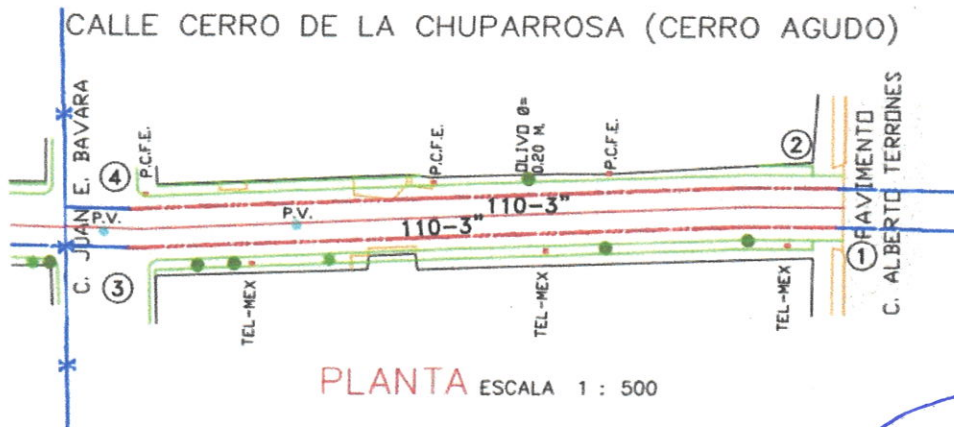 CALLE CERRO DE LA CHUPARROSA (CERRO AGUDO)
C. JUAN E. BAVARA
4
P.C.F.E.
P.C.F.E.
OLIVO Ø=
0.20 M.
P.C.F.E.
2
PAVIMENTO
C. ALBERTO TERRONES
P.V.
P.V.
110-3"
110-3"
1
3
TEL-MEX
TEL-MEX
TEL-MEX
PLANTA ESCALA 1 : 500